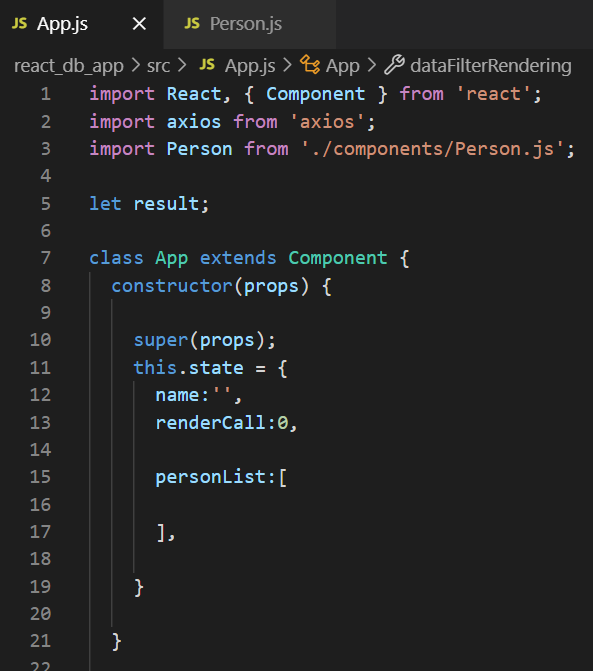 JS App.js × JS Person.js
react_db_app > src > JS App.js > App > dataFilterRendering
1 import React, { Component } from 'react';
2 import axios from 'axios';
3 import Person from './components/Person.js';
4
5 let result;
6
7 class App extends Component {
8 constructor(props) {
9
10 super(props);
11 this.state = {
12 name:'',
13 renderCall:0,
14
15 personList:[
16
17 ],
18
19 }
20
21 }
22